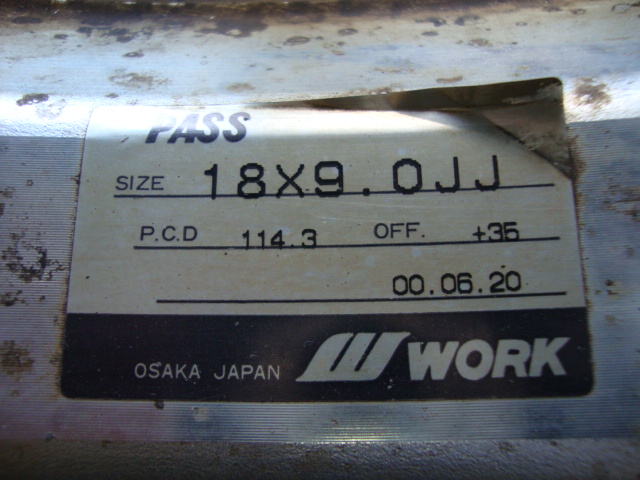 PASS
SIZE 18X9.0JJ
P.C.D 114.3 OFF. +35
00.06.20
OSAKA JAPAN WORK